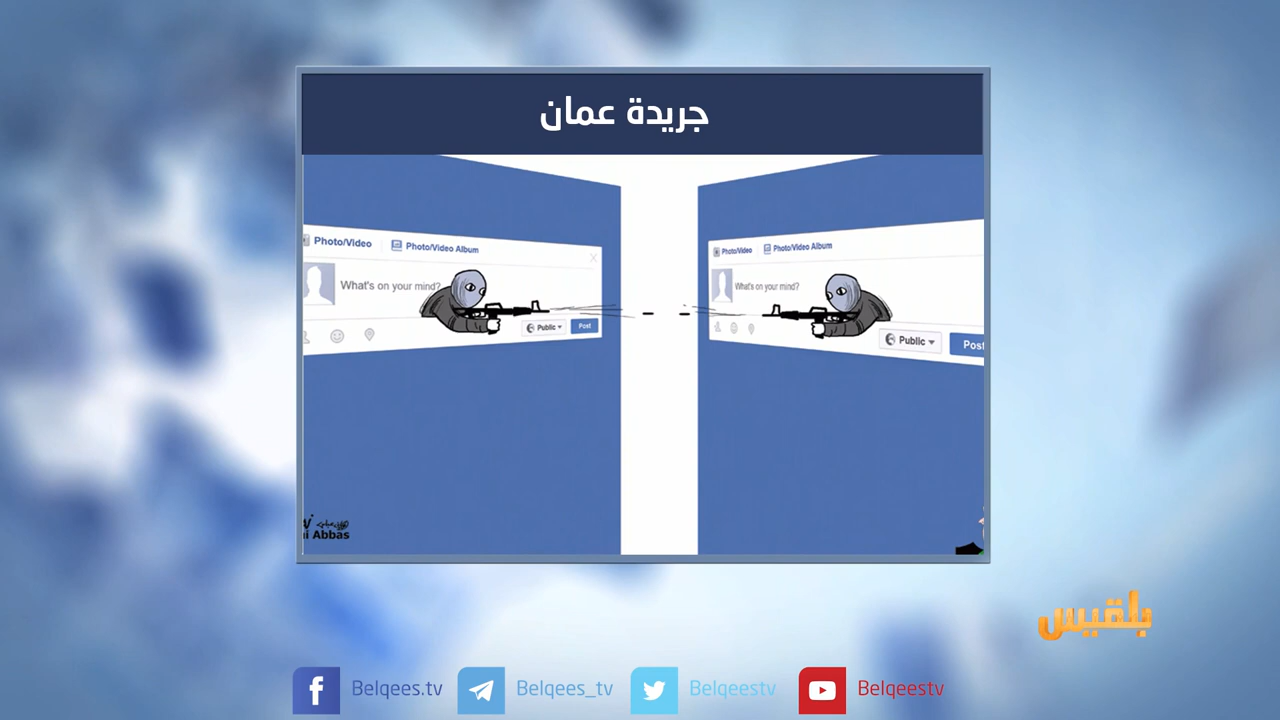 جريدة عمان
Photo/Video
Photo/Video Album
What's on your mind?
Public
Post
Photo/Video
Photo/Video Album
What's on your mind?
Public
Post
Abbas
بلقيس
Belqees.tv
Belqees_tv
Belqeestv
Belqeestv